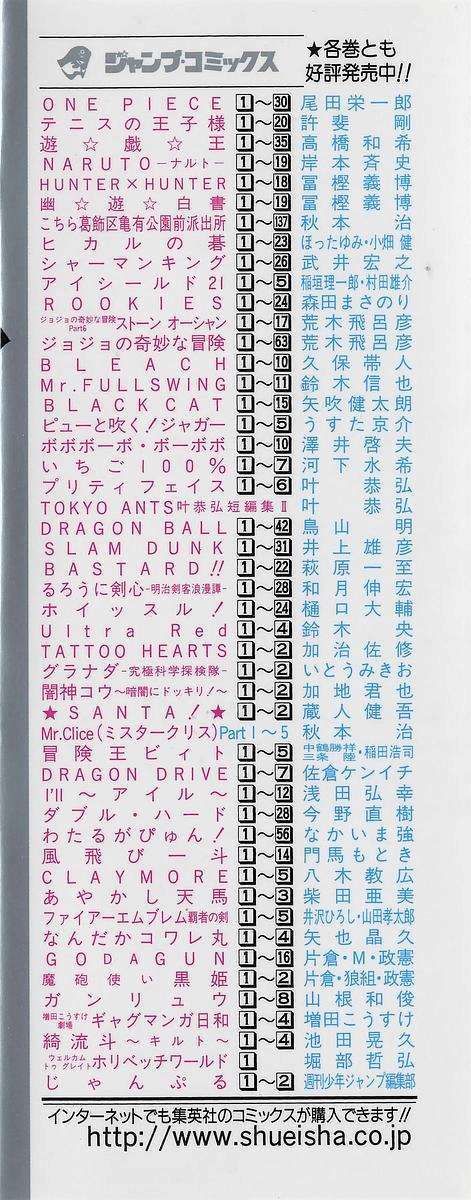 ジャンプ・コミックス
★各巻とも
好評発売中!!
ONE PIECE 1～30 尾田栄一郎
テニスの王子様 1～20 許斐 剛
遊☆戯☆王 1～35 高橋和希
NARUTO―ナルト― 1～19 岸本斉史
HUNTER×HUNTER 1～18 冨樫義博
幽☆遊☆白書 1～19 冨樫義博
こちら葛飾区亀有公園前派出所 1～137 秋本 治
ヒカルの碁 1～23 ほったゆみ・小畑 健
シャーマンキング 1～26 武井宏之
アイシールド21 1～5 稲垣理一郎・村田雄介
ROOKIES 1～24 森田まさのり
ジョジョの奇妙な冒険 Part6 ストーン オーシャン 1～17 荒木飛呂彦
ジョジョの奇妙な冒険 1～63 荒木飛呂彦
BLEACH 1～10 久保帯人
Mr.FULLSWING 1～11 鈴木信也
BLACK CAT 1～15 矢吹健太朗
ピューと吹く!ジャガー 1～5 うすた京介
ボボボーボ・ボーボボ 1～10 澤井啓夫
いちご100% 1～7 河下水希
プリティフェイス 1～6 叶 恭弘
TOKYO ANTS 叶恭弘短編集Ⅱ 叶 恭弘
DRAGON BALL 1～42 鳥山 明
SLAM DUNK 1～31 井上雄彦
BASTARD!! 1～22 萩原一至
るろうに剣心-明治剣客浪漫譚- 1～28 和月伸宏
ホイッスル! 1～24 樋口大輔
Ultra Red 1～4 鈴木 央
TATTOO HEARTS 1～2 加治佐修
グラナダ-究極科学探検隊- 1～2 いとうみきお
闇神コウ～暗闇にドッキリ!～ 1～2 加地君也
★SANTA!★ 1～2 蔵人健吾
Mr.Clice(ミスタークリス)Part1～5 秋本 治
冒険王ビィト 1～5 三条 陸・稲田浩司
DRAGON DRIVE 1～7 佐倉ケンイチ
I'll ～アイル～ 1～12 浅田弘幸
ダブル・ハード 1～28 今野直樹
わたるがぴゅん! 1～56 なかいま強
風飛び一斗 1～14 門馬もとき
CLAYMORE 1～5 八木教広
あやかし天馬 1～3 柴田亜美
ファイアーエムブレム覇者の剣 1～5 井沢ひろし・山田孝太郎
なんだかコワレ丸 1～4 矢也晶久
GODAGUN 1～16 片倉・M・政憲
魔砲使い黒姫 1～2 片倉・狼組・政憲
ガンリュウ 1～8 山根和俊
増田こうすけ劇場 ギャグマンガ日和 1～4 増田こうすけ
綺流斗～キルト～ 1～4 池田晃久
ウェルカムトゥ グレイト ホリベッチワールド 1 堀部哲弘
じゃんぷる 1～2 週刊少年ジャンプ編集部
インターネットでも集英社のコミックスが購入できます!!
http://www.shueisha.co.jp